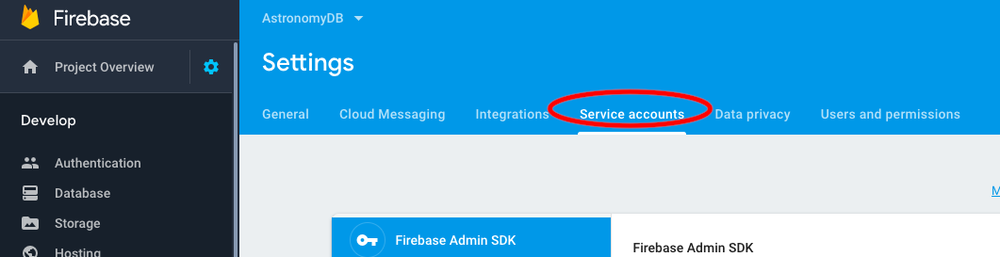 Firebase
AstronomyDB
Project Overview
Settings
General Cloud Messaging Integrations Service accounts Data privacy Users and permissions
Develop
Authentication
Database
Storage
Hosting
M
Firebase Admin SDK
Firebase Admin SDK